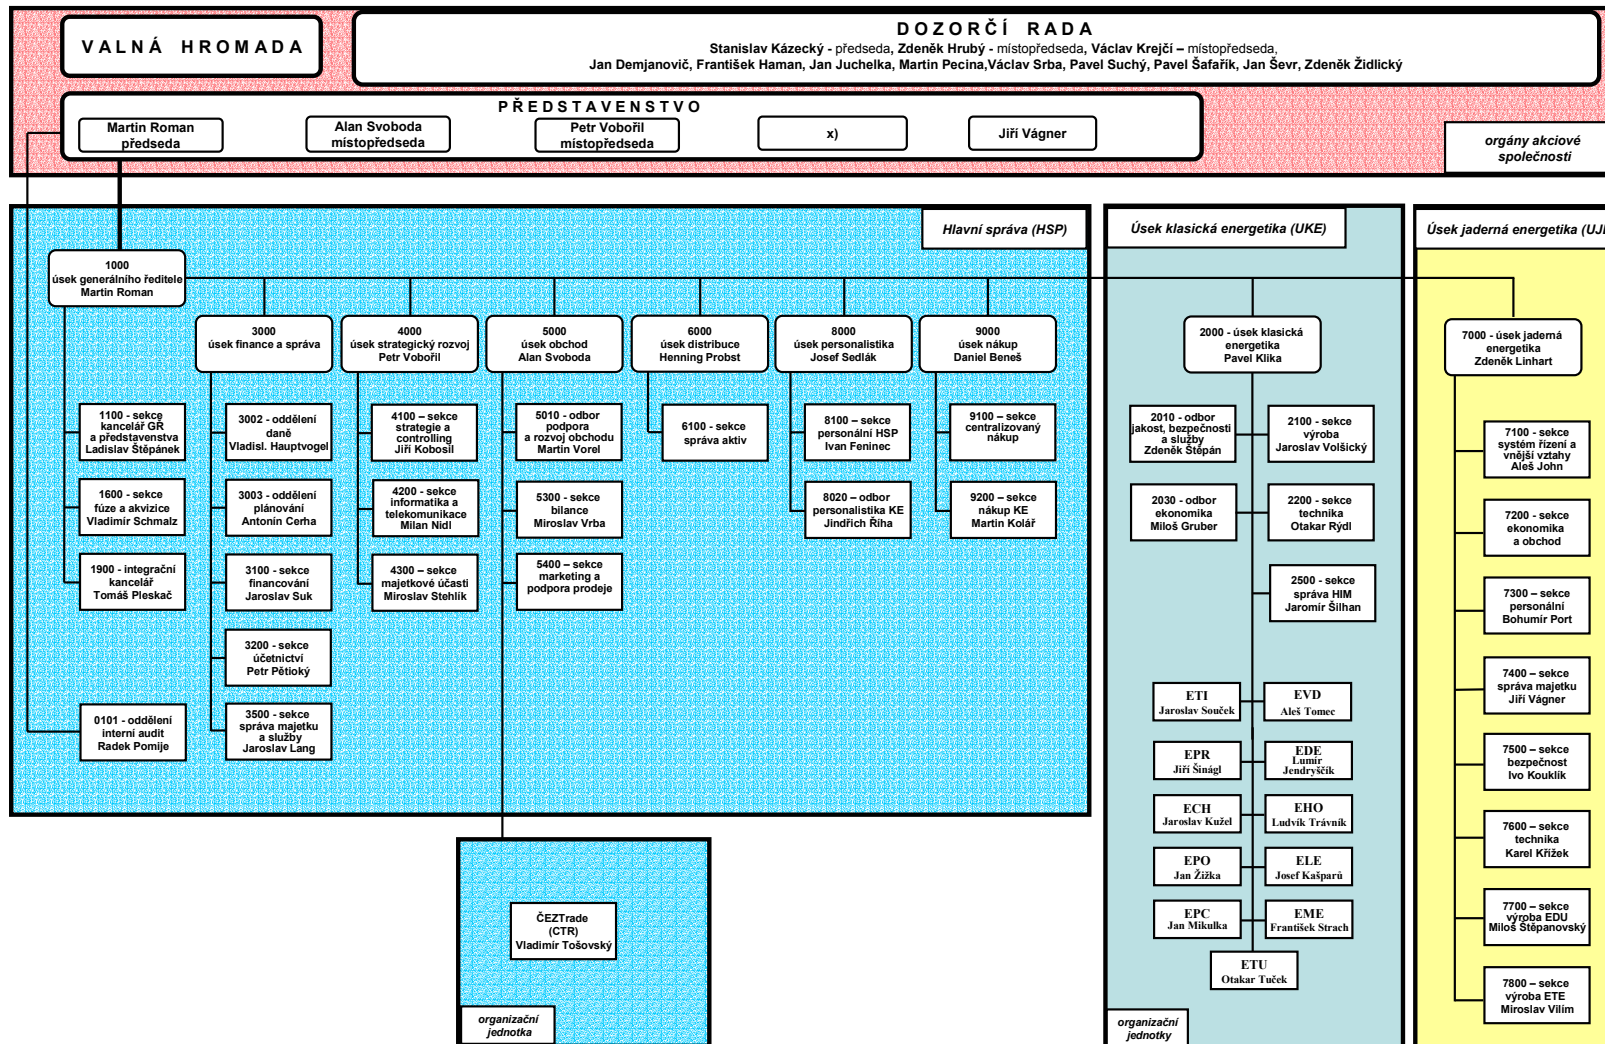 VALNÁ HROMADA
DOZORČÍ RADA
Stanislav Kázecký - předseda, Zdeněk Hrubý - místopředseda, Václav Krejčí – místopředseda,
Jan Demjanovič, František Haman, Jan Juchelka, Martin Pecina,Václav Srba, Pavel Suchý, Pavel Šafařík, Jan Ševr, Zdeněk Židlický
PŘEDSTAVENSTVO
Martin Roman
předseda
Alan Svoboda
místopředseda
Petr Vobořil
místopředseda
x)
Jiří Vágner
orgány akciové
společnosti
Hlavní správa (HSP)
Úsek klasická energetika (UKE)
Úsek jaderná energetika (UJE
1000
úsek generálního ředitele
Martin Roman
3000
úsek finance a správa
4000
úsek strategický rozvoj
Petr Vobořil
5000
úsek obchod
Alan Svoboda
6000
úsek distribuce
Henning Probst
8000
úsek personalistika
Josef Sedlák
9000
úsek nákup
Daniel Beneš
2000 - úsek klasická
energetika
Pavel Klika
7000 - úsek jaderná
energetika
Zdeněk Linhart
1100 - sekce
kancelář GŘ
a představenstva
Ladislav Štěpánek
1600 - sekce
fúze a akvizice
Vladimír Schmalz
1900 - integrační
kancelář
Tomáš Pleskač
0101 - oddělení
interní audit
Radek Pomije
3002 - oddělení
daně
Vladisl. Hauptvogel
3003 - oddělení
plánování
Antonín Cerha
3100 - sekce
financování
Jaroslav Suk
3200 - sekce
účetnictví
Petr Pětioký
3500 - sekce
správa majetku
a služby
Jaroslav Lang
4100 – sekce
strategie a
controlling
Jiří Kobosil
4200 - sekce
informatika a
telekomunikace
Milan Nidl
4300 – sekce
majetkové účasti
Miroslav Stehlík
5010 - odbor
podpora
a rozvoj obchodu
Martin Vorel
5300 - sekce
bilance
Miroslav Vrba
5400 – sekce
marketing a
podpora prodeje
6100 - sekce
správa aktiv
8100 – sekce
personální HSP
Ivan Feninec
8020 – odbor
personalistika KE
Jindřich Říha
9100 – sekce
centralizovaný
nákup
9200 – sekce
nákup KE
Martin Kolář
2010 - odbor
jakost, bezpečnosti
a služby
Zdeněk Štěpán
2100 - sekce
výroba
Jaroslav Volšický
2030 - odbor
ekonomika
Miloš Gruber
2200 - sekce
technika
Otakar Rýdl
2500 - sekce
správa HIM
Jaromír Šilhan
ETI
Jaroslav Souček
EVD
Aleš Tomec
EPR
Jiří Šinágl
EDE
Lumír
Jendryščík
ECH
Jaroslav Kužel
EHO
Ludvík Trávník
EPO
Jan Žižka
ELE
Josef Kašparů
EPC
Jan Mikulka
EME
František Strach
ETU
Otakar Tuček
7100 - sekce
systém řízení a
vnější vztahy
Aleš John
7200 - sekce
ekonomika
a obchod
7300 – sekce
personální
Bohumír Port
7400 – sekce
správa majetku
Jiří Vágner
7500 – sekce
bezpečnost
Ivo Kouklík
7600 – sekce
technika
Karel Křížek
7700 – sekce
výroba EDU
Miloš Štěpanovský
7800 – sekce
výroba ETE
Miroslav Vilím
ČEZTrade
(CTR)
Vladimír Tošovský
organizační
jednotka
organizační
jednotky